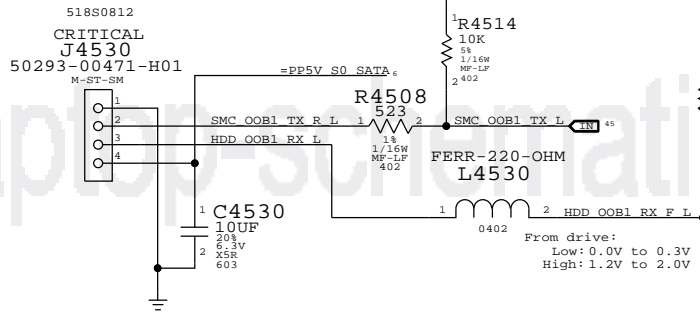 518S0812
CRITICAL
J4530
50293-00471-H01
M-ST-SM
1
2
3
4
=PP5V_S0_SATA 6
1
R4514
10K
5%
1/16W
MF-LF
402
2
SMC_OOB1_TX_R_L
HDD_OOB1_RX_L
R4508
523
1
2
1%
1/16W
MF-LF
402
SMC_OOB1_TX_L
IN
45
FERR-220-OHM
L4530
1
2
0402
HDD_OOB1_RX_F_L
From drive:
Low: 0.0V to 0.3V
High: 1.2V to 2.0V
1
C4530
10UF
20%
6.3V
X5R
603
2
aptop-schemati